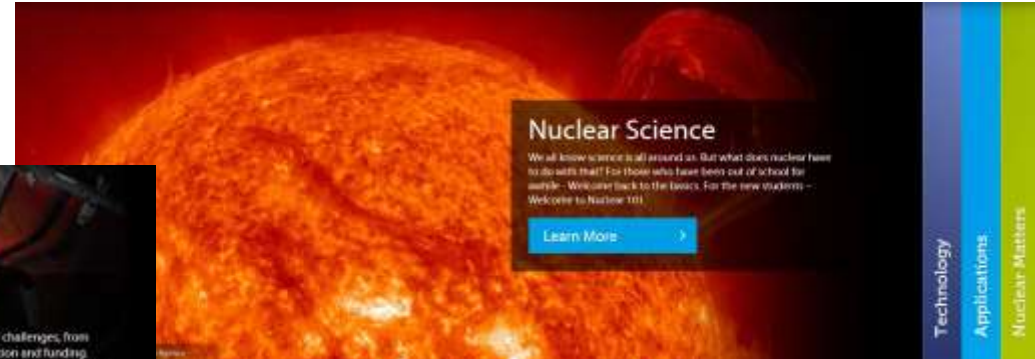 Nuclear Science
We all know science is all around us. But what does nuclear have
to do with that? For those who have been out of school for
awhile - Welcome back to the basics. For the new students –
Welcome to Nuclear 101.
Learn More
Technology
Applications
Nuclear Matters
challenges, from
tion and funding.